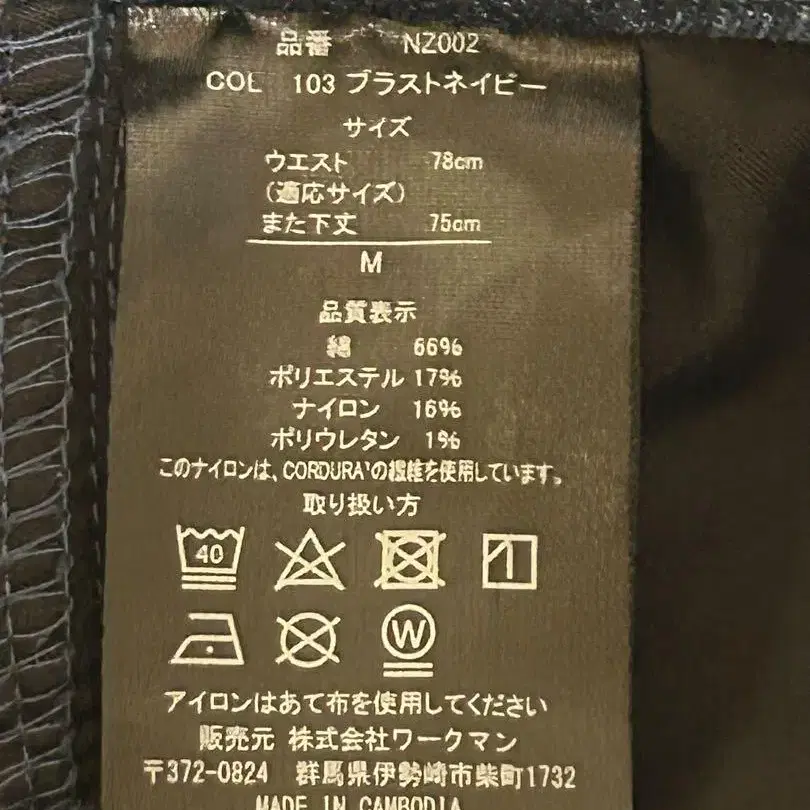 品番 NZ002
COL 103 ブラストネイビー
サイズ
ウエスト 78cm
(適応サイズ)
また下丈 75cm
M
品質表示
綿 66%
ポリエステル 17%
ナイロン 16%
ポリウレタン 1%
このナイロンは、CORDURA®の繊維を使用しています。
取り扱い方
40
W
アイロンはあて布を使用してください
販売元 株式会社ワークマン
〒372-0824 群馬県伊勢崎市柴町1732
MADE IN CAMBODIA